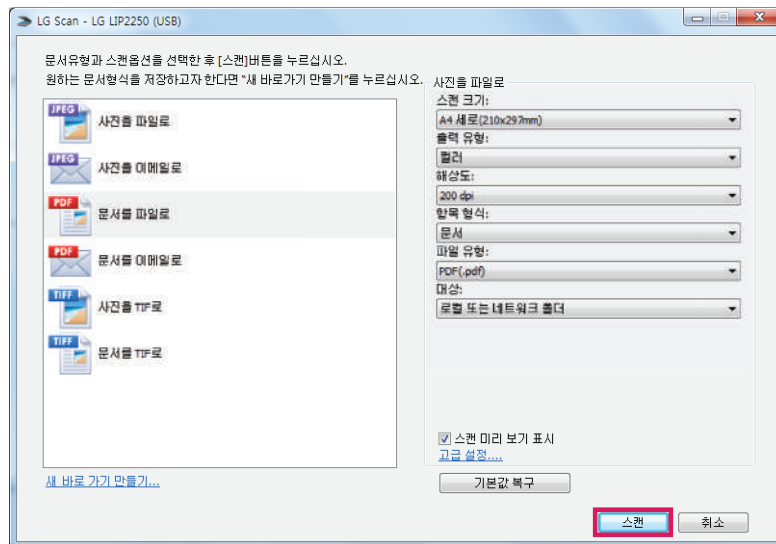 LG Scan - LG LIP2250 (USB)
문서유형과 스캔옵션을 선택한 후 [스캔]버튼을 누르십시오.
원하는 문서형식을 저장하고자 한다면 "새 바로가기 만들기"를 누르십시오.
JPEG 사진을 파일로
JPEG 사진을 이메일로
PDF 문서를 파일로
PDF 문서를 이메일로
TIFF 사진을 TIF로
TIFF 문서를 TIF로
새 바로 가기 만들기...
사진을 파일로
스캔 크기:
A4 세로(210x297mm)
출력 유형:
컬러
해상도:
200 dpi
항목 형식:
문서
파일 유형:
PDF(.pdf)
대상:
로컬 또는 네트워크 폴더
스캔 미리 보기 표시
고급 설정....
기본값 복구
스캔 취소